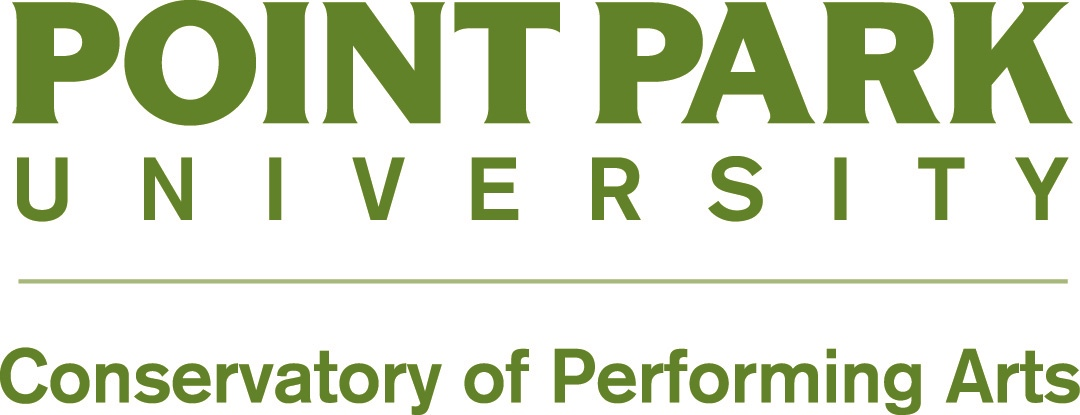 POINT PARK
UNIVERSITY
Conservatory of Performing Arts